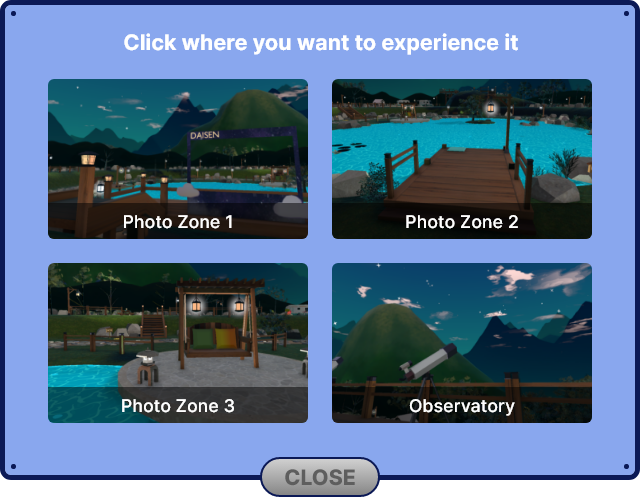 Click where you want to experience it
DAISEN
Photo Zone 1
Photo Zone 2
Photo Zone 3
Observatory
CLOSE